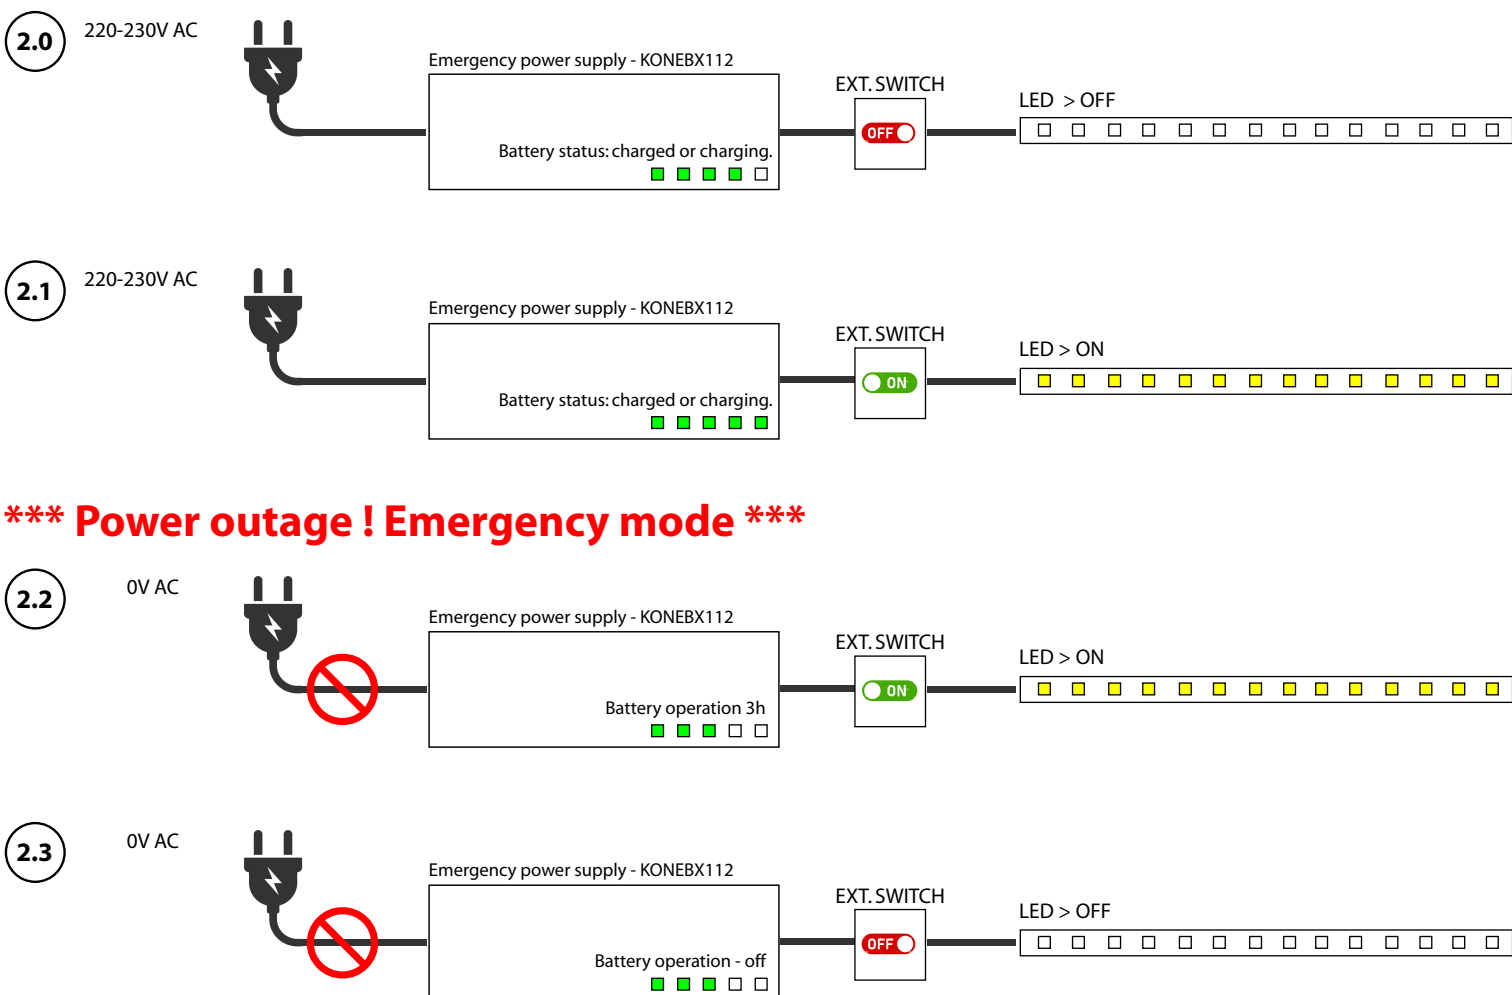 2.0
220-230V AC
Emergency power supply - KONEBX112
EXT. SWITCH
LED > OFF
OFF
Battery status: charged or charging.
2.1
220-230V AC
Emergency power supply - KONEBX112
EXT. SWITCH
LED > ON
ON
Battery status: charged or charging.
*** Power outage ! Emergency mode ***
2.2
0V AC
Emergency power supply - KONEBX112
EXT. SWITCH
LED > ON
ON
Battery operation 3h
2.3
0V AC
Emergency power supply - KONEBX112
EXT. SWITCH
LED > OFF
OFF
Battery operation - off